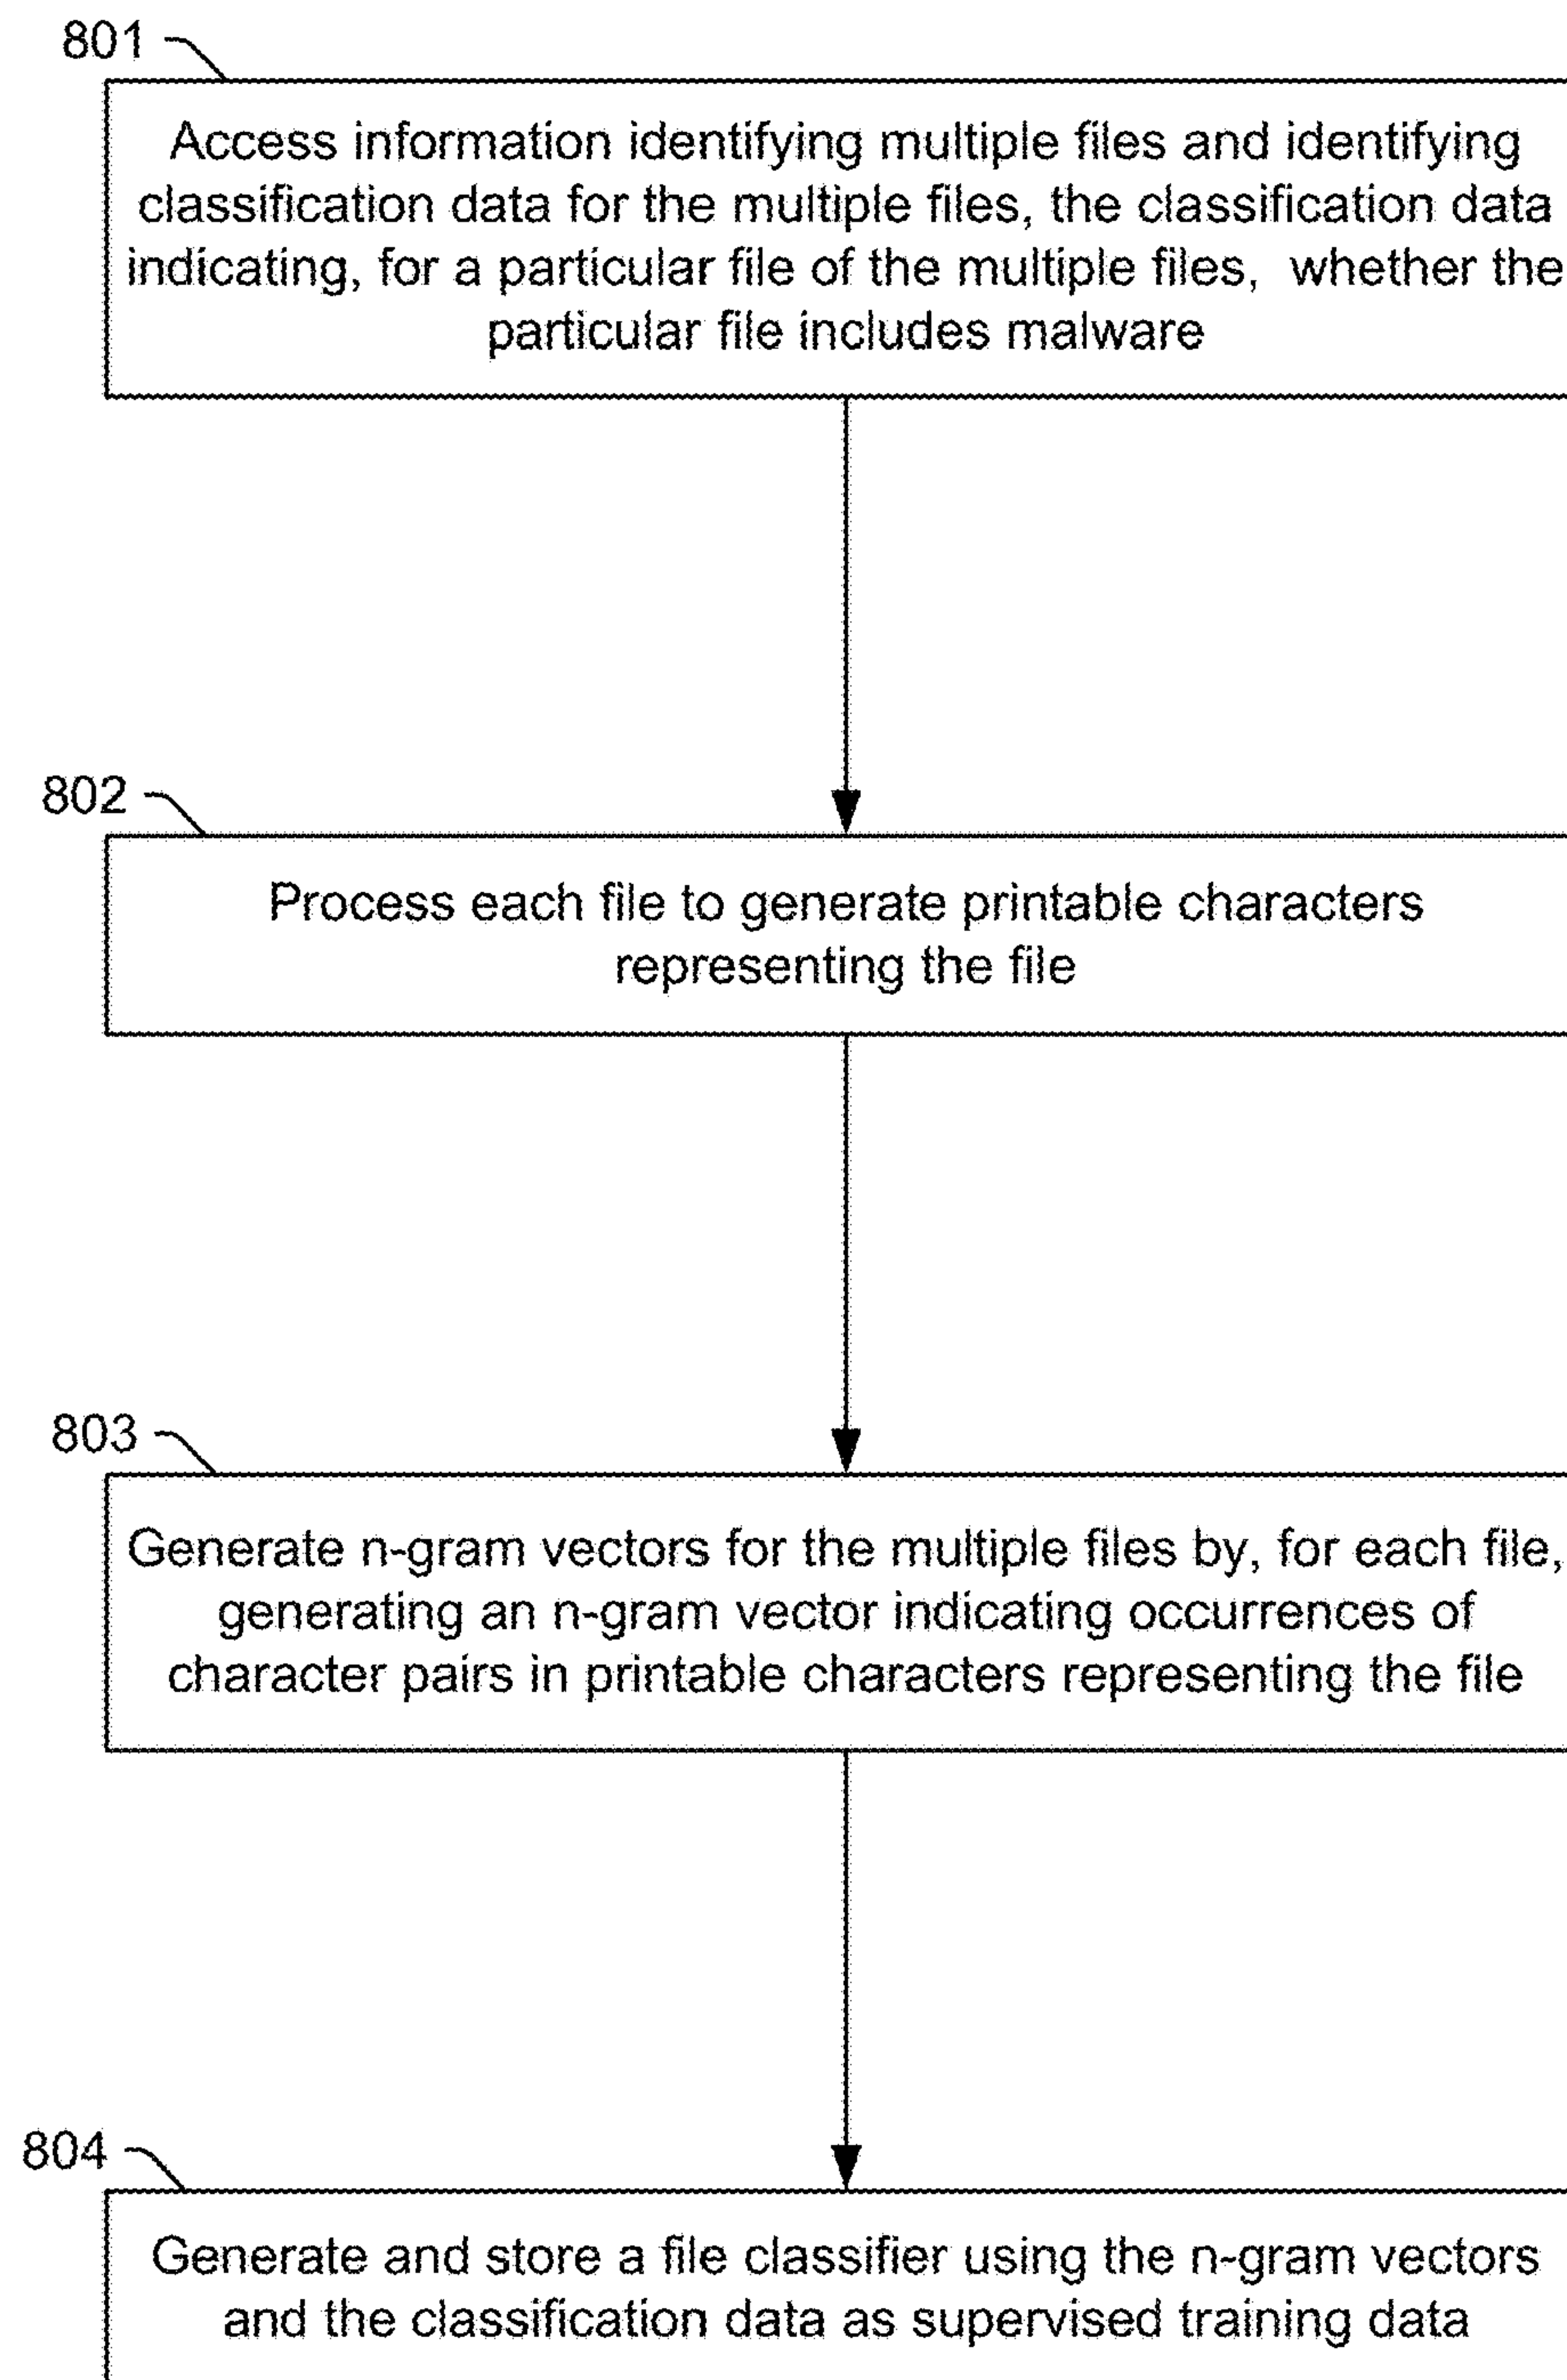 801
Access information identifying multiple files and identifying
classification data for the multiple files, the classification data
indicating, for a particular file of the multiple files, whether the
particular file includes malware
802
Process each file to generate printable characters
representing the file
803
Generate n-gram vectors for the multiple files by, for each file,
generating an n-gram vector indicating occurrences of
character pairs in printable characters representing the file
804
Generate and store a file classifier using the n-gram vectors
and the classification data as supervised training data